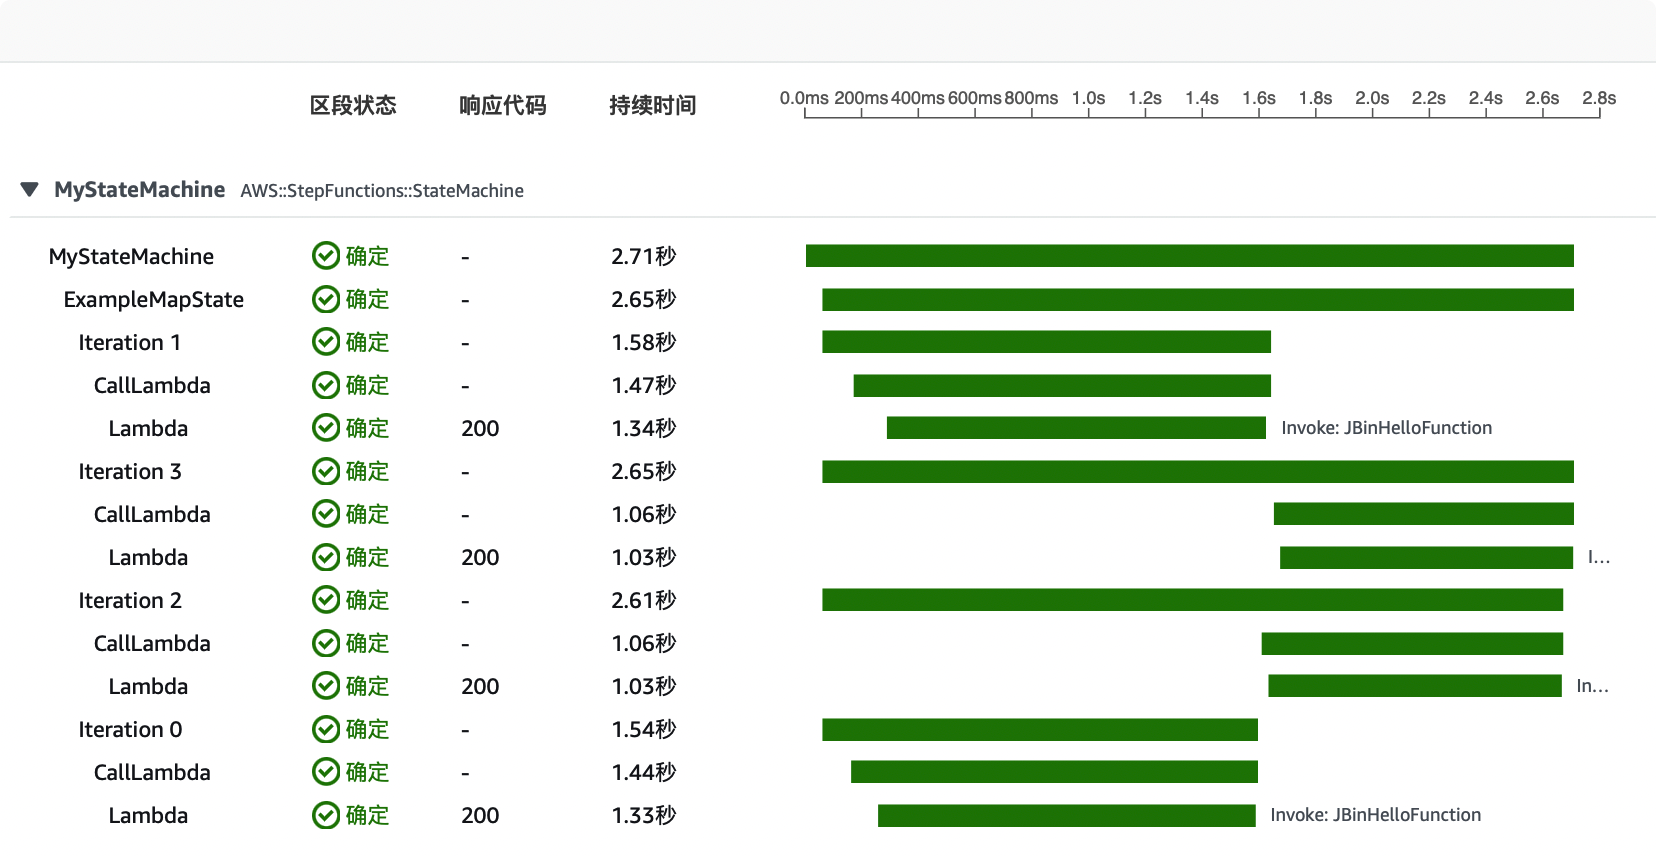 区段状态 响应代码 持续时间 0.0ms 200ms 400ms 600ms 800ms 1.0s 1.2s 1.4s 1.6s 1.8s 2.0s 2.2s 2.4s 2.6s 2.8s
MyStateMachine AWS::StepFunctions::StateMachine
MyStateMachine 确定 - 2.71秒
ExampleMapState 确定 - 2.65秒
Iteration 1 确定 - 1.58秒
CallLambda 确定 - 1.47秒
Lambda 确定 200 1.34秒 Invoke: JBinHelloFunction
Iteration 3 确定 - 2.65秒
CallLambda 确定 - 1.06秒
Lambda 确定 200 1.03秒 I...
Iteration 2 确定 - 2.61秒
CallLambda 确定 - 1.06秒
Lambda 确定 200 1.03秒 In...
Iteration 0 确定 - 1.54秒
CallLambda 确定 - 1.44秒
Lambda 确定 200 1.33秒 Invoke: JBinHelloFunction